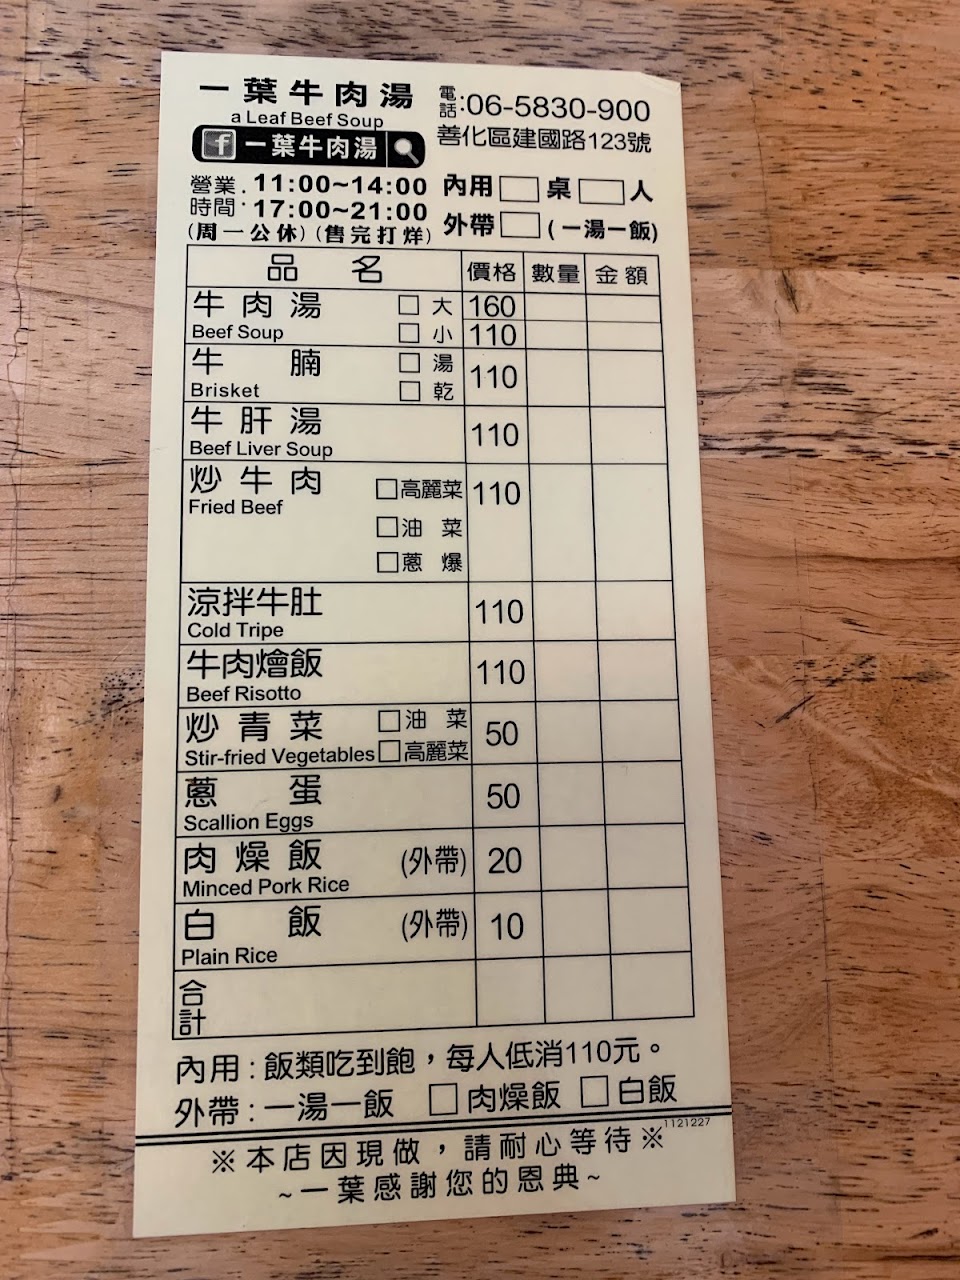 一葉牛肉湯
a Leaf Beef Soup
一葉牛肉湯
電話:06-5830-900
善化區建國路123號
營業時間:11:00~14:00
17:00~21:00
(周一公休)(售完打烊)
內用□桌□人
外帶□(一湯一飯)
品名 價格 數量 金額
牛肉湯 □大 160
Beef Soup □小 110
牛腩 □湯 110
Brisket □乾
牛肝湯 110
Beef Liver Soup
炒牛肉 □高麗菜 110
Fried Beef
□油菜
□蔥爆
涼拌牛肚 110
Cold Tripe
牛肉燴飯 110
Beef Risotto
炒青菜 □油菜 50
Stir-fried Vegetables □高麗菜
蔥蛋 50
Scallion Eggs
肉燥飯 (外帶) 20
Minced Pork Rice
白飯 (外帶) 10
Plain Rice
合計
內用:飯類吃到飽,每人低消110元。
外帶:一湯一飯 □肉燥飯 □白飯
1121227
※本店因現做,請耐心等待※
~一葉感謝您的恩典~